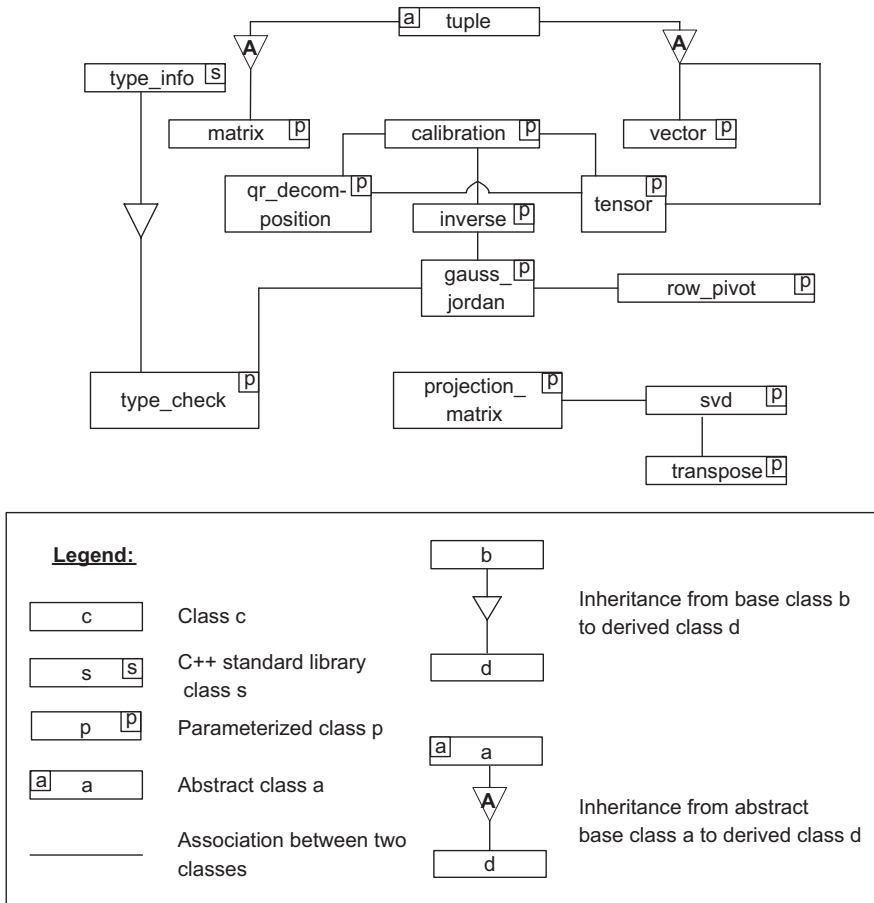 a tuple
A
A
type_info s
matrix p
calibration p
vector p
qr_decom- p
position
tensor p
inverse p
gauss_ p
jordan
row_pivot p
type_check p
projection_ p
matrix
svd p
transpose p
Legend:
c
Class c
s s
C++ standard library
class s
p p
Parameterized class p
a a
Abstract class a
Association between two
classes
b
d
Inheritance from base class b
to derived class d
a a
A
d
Inheritance from abstract
base class a to derived class d